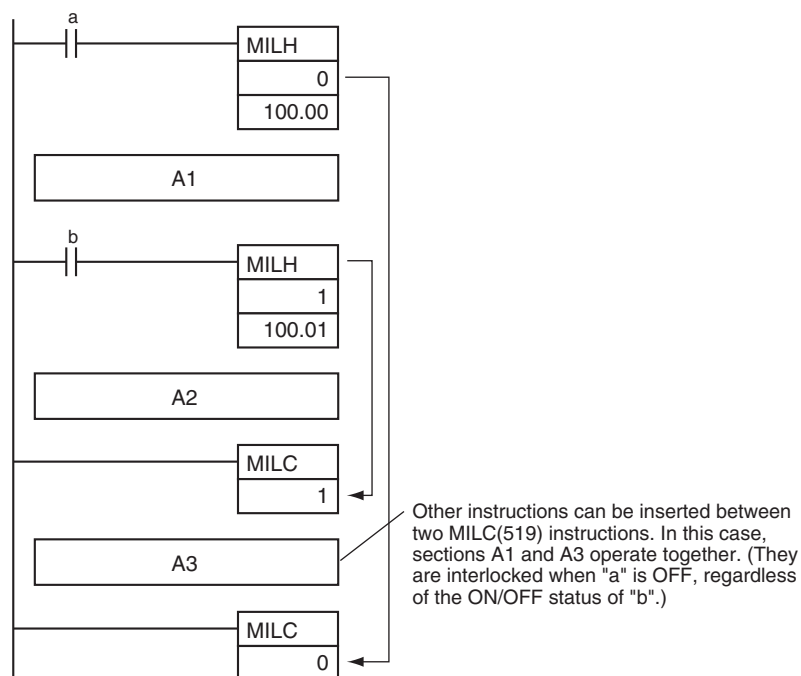 a
MILH
0
100.00
A1
b
MILH
1
100.01
A2
MILC
1
Other instructions can be inserted between
two MILC(519) instructions. In this case,
sections A1 and A3 operate together. (They
are interlocked when "a" is OFF, regardless
of the ON/OFF status of "b".)
A3
MILC
0